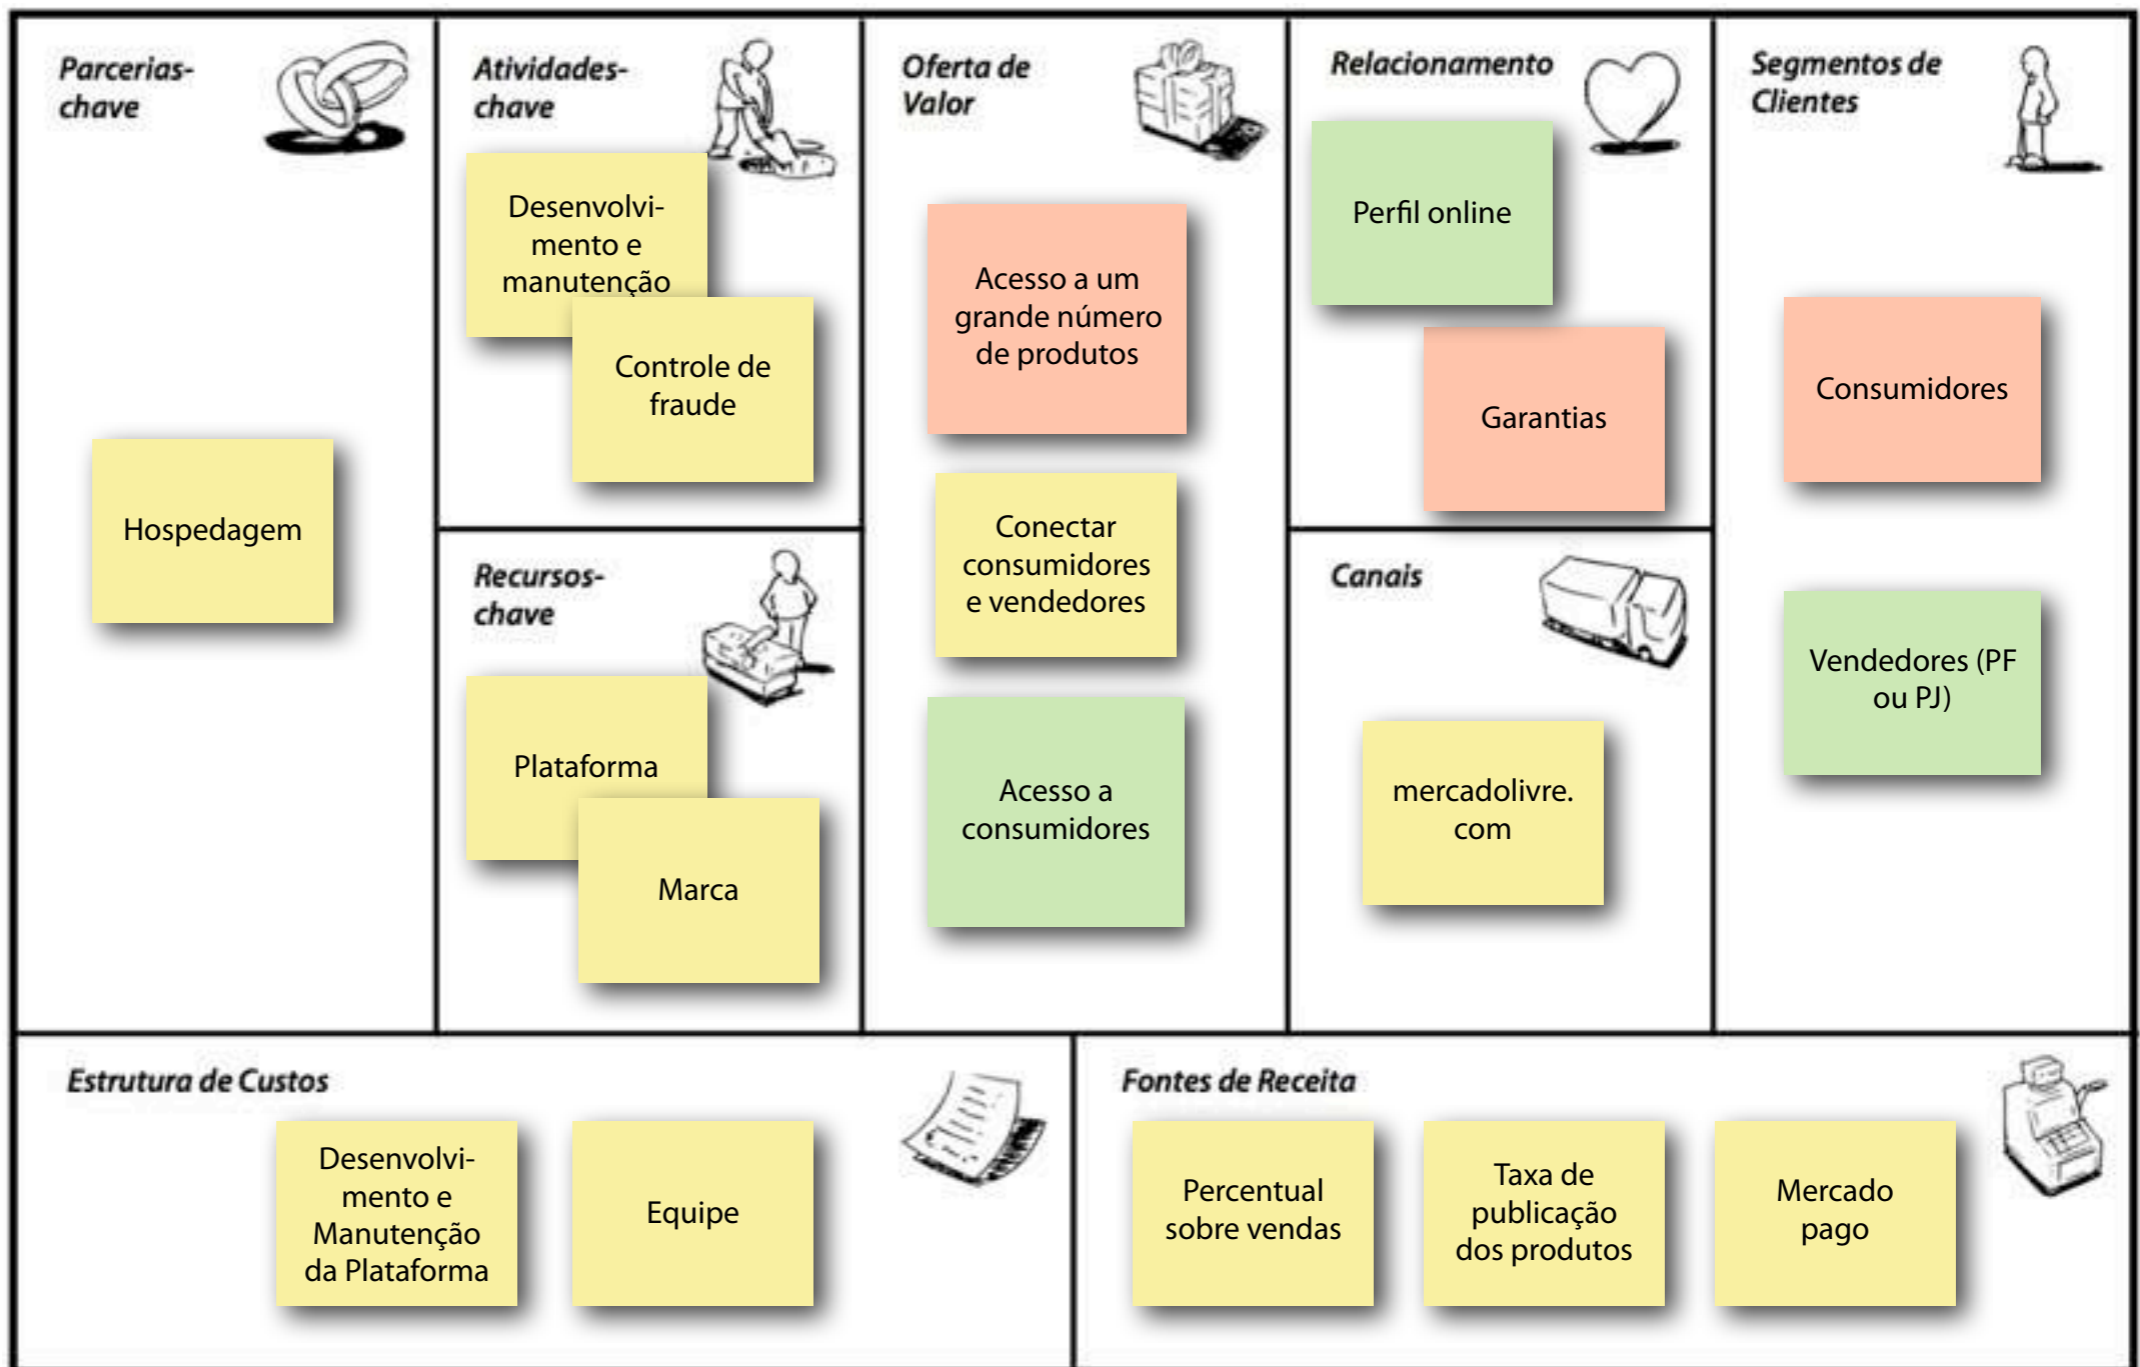 Parcerias-
chave
Hospedagem
Atividades-
chave
Desenvolvi-
mento e
manutenção
Controle de
fraude
Recursos-
chave
Plataforma
Marca
Oferta de
Valor
Acesso a um
grande número
de produtos
Conectar
consumidores
e vendedores
Acesso a
consumidores
Relacionamento
Perfil online
Garantias
Canais
mercadolivre.
com
Segmentos de
Clientes
Consumidores
Vendedores (PF
ou PJ)
Estrutura de Custos
Desenvolvi-
mento e
Manutenção
da Plataforma
Equipe
Fontes de Receita
Percentual
sobre vendas
Taxa de
publicação
dos produtos
Mercado
pago